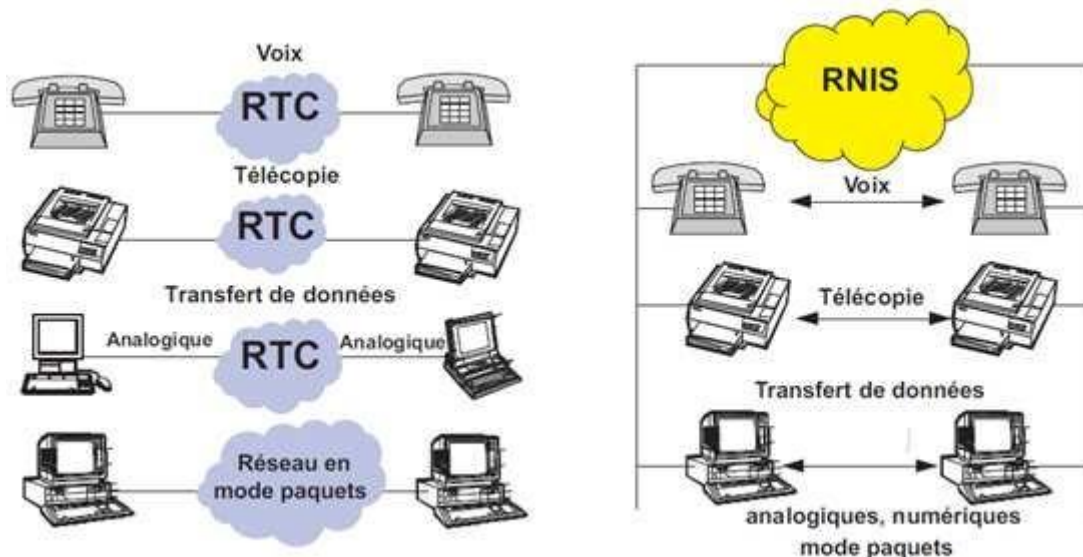 Voix
RTC
Télécopie
RTC
Transfert de données
Analogique
RTC
Analogique
Réseau en
mode paquets
RNIS
Voix
Télécopie
Transfert de données
analogiques, numériques
mode paquets